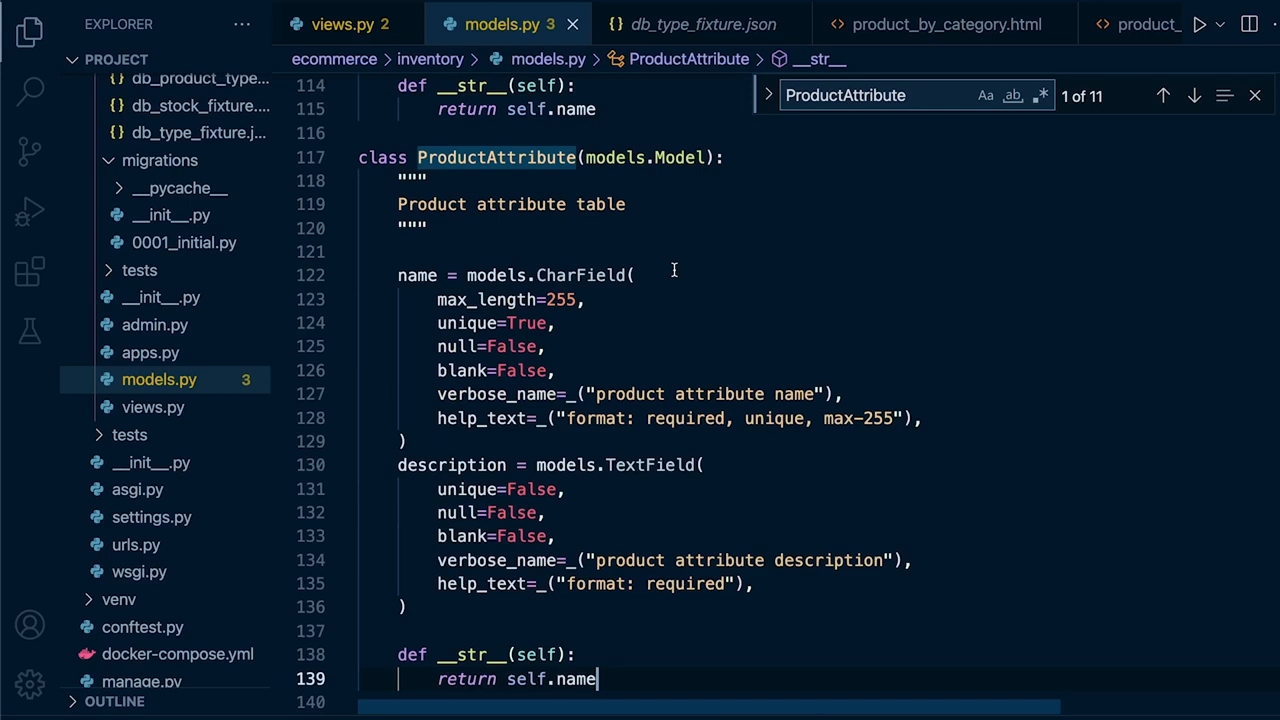 EXPLORER
···
views.py 2
models.py 3
db_type_fixture.json
product_by_category.html
product_
PROJECT
ecommerce > inventory > models.py > ProductAttribute > __str__
db_product_type...
db_stock_fixture....
db_type_fixture.j...
migrations
__pycache__
__init__.py
0001_initial.py
tests
__init__.py
admin.py
apps.py
models.py 3
views.py
tests
__init__.py
asgi.py
settings.py
urls.py
wsgi.py
venv
conftest.py
docker-compose.yml
manage.py
OUTLINE
ProductAttribute Aa ab .* 1 of 11
114 def __str__(self):
115 return self.name
116
117 class ProductAttribute(models.Model):
118 """
119 Product attribute table
120 """
121
122 name = models.CharField(
123 max_length=255,
124 unique=True,
125 null=False,
126 blank=False,
127 verbose_name=_("product attribute name"),
128 help_text=_("format: required, unique, max-255"),
129 )
130 description = models.TextField(
131 unique=False,
132 null=False,
133 blank=False,
134 verbose_name=_("product attribute description"),
135 help_text=_("format: required"),
136 )
137
138 def __str__(self):
139 return self.name
140